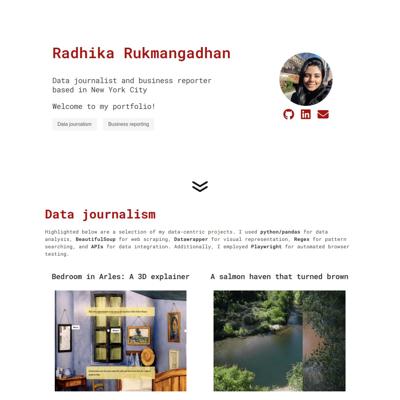 Radhika Rukmangadhan
Data journalist and business reporter
based in New York City
Welcome to my portfolio!
Data journalism
Business reporting
Data journalism
Highlighted below are a selection of my data-centric projects. I used python/pandas for data
analysis, BeautifulSoup for web scraping, Datawrapper for visual representation, Regex for pattern
searching, and APIs for data integration. Additionally, I employed Playwright for automated browser
testing.
Bedroom in Arles: A 3D explainer
A salmon haven that turned brown